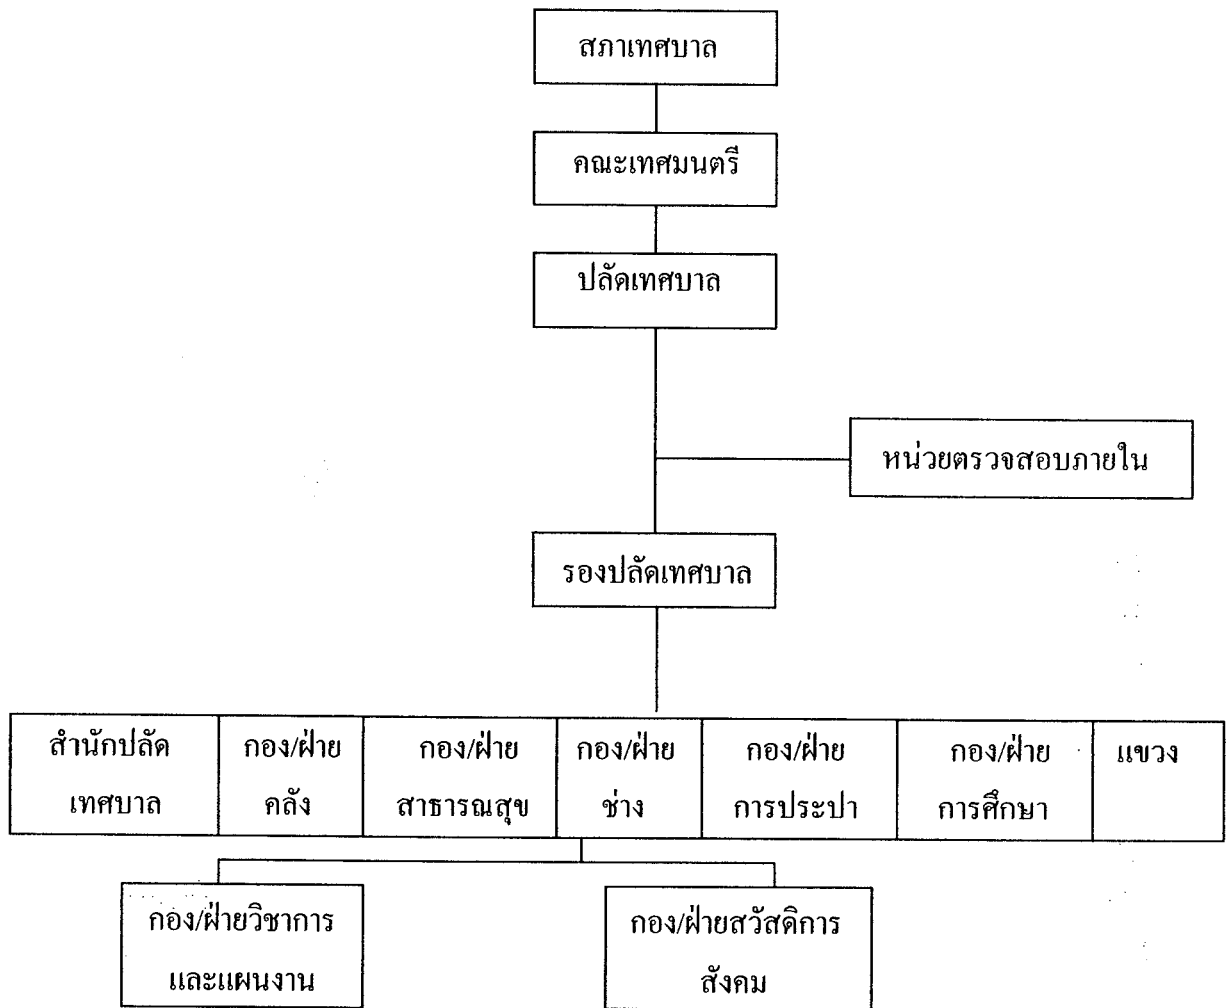 สภาเทศบาล
คณะเทศมนตรี
ปลัดเทศบาล
หน่วยตรวจสอบภายใน
รองปลัดเทศบาล
สำนักปลัด
เทศบาล
กอง/ฝ่าย
คลัง
กอง/ฝ่าย
สาธารณสุข
กอง/ฝ่าย
ช่าง
กอง/ฝ่าย
การประปา
กอง/ฝ่าย
การศึกษา
แขวง
กอง/ฝ่ายวิชาการ
และแผนงาน
กอง/ฝ่ายสวัสดิการ
สังคม